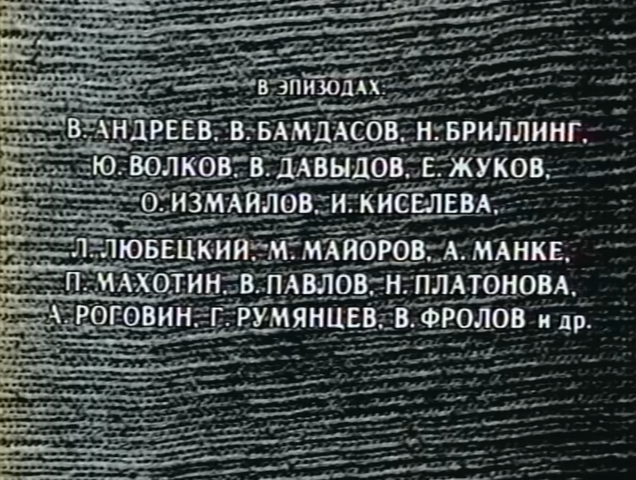 В ЭПИЗОДАХ:
В. АНДРЕЕВ, В. БАМДАСОВ, Н. БРИЛЛИНГ,
Ю. ВОЛКОВ, В. ДАВЫДОВ, Е. ЖУКОВ,
О. ИЗМАЙЛОВ, И. КИСЕЛЕВА,
Л. ЛЮБЕЦКИЙ, М. МАЙОРОВ, А. МАНКЕ,
П. МАХОТИН, В. ПАВЛОВ, Н. ПЛАТОНОВА,
А. РОГОВИН, Г. РУМЯНЦЕВ, В. ФРОЛОВ и др.